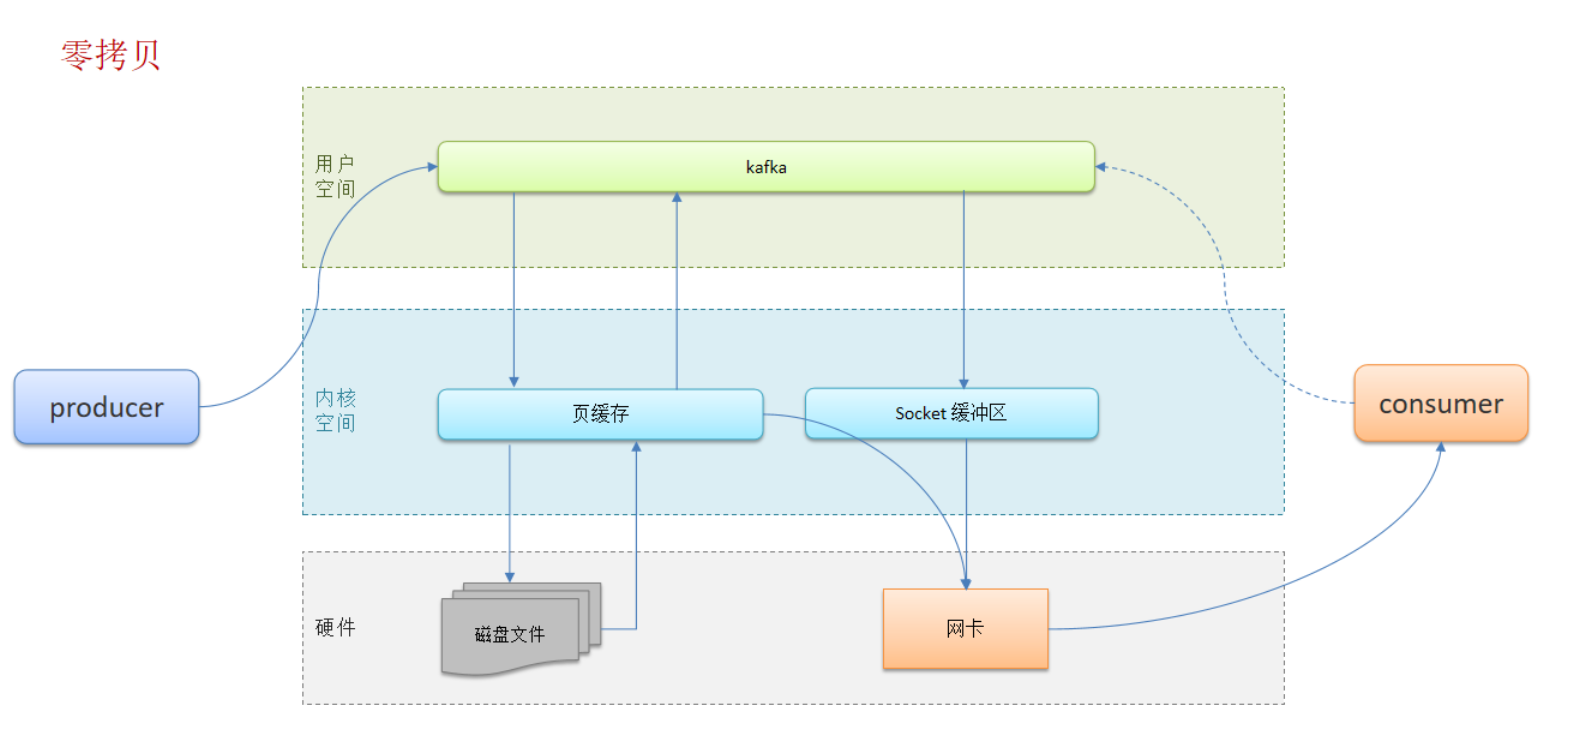 零拷贝
用户
空间
kafka
内核
空间
producer
页缓存
Socket 缓冲区
consumer
硬件
磁盘文件
网卡